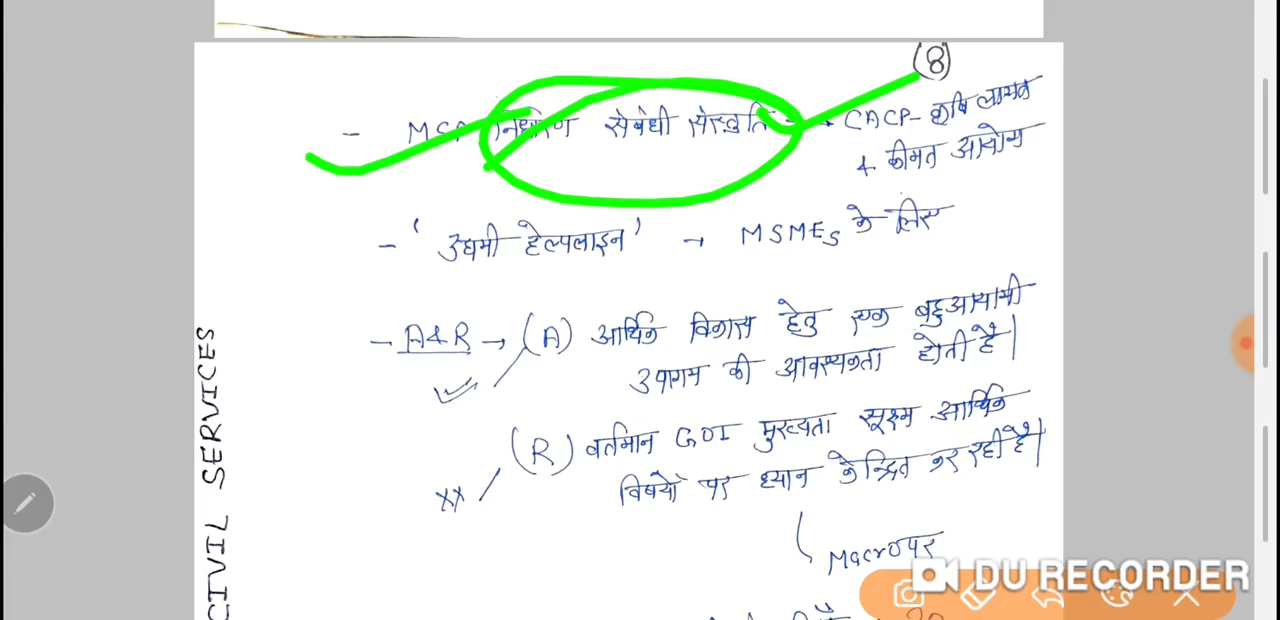 8
- MSP निर्धारण संबंधी संस्तुति → CACP - कृषि लागत
+ कीमत आयोग
- 'उद्यमी हेल्पलाइन' → MSMEs के लिए
- A&R → (A) आर्थिक विकास हेतु एक बहुआयामी
उपागम की आवश्यकता होती है।
(R) वर्तमान GOI मुख्यता सूक्ष्म आर्थिक
विषयों पर ध्यान केन्द्रित कर रही है।
xx
Macro पर
CIVIL SERVICES
DU RECORDER